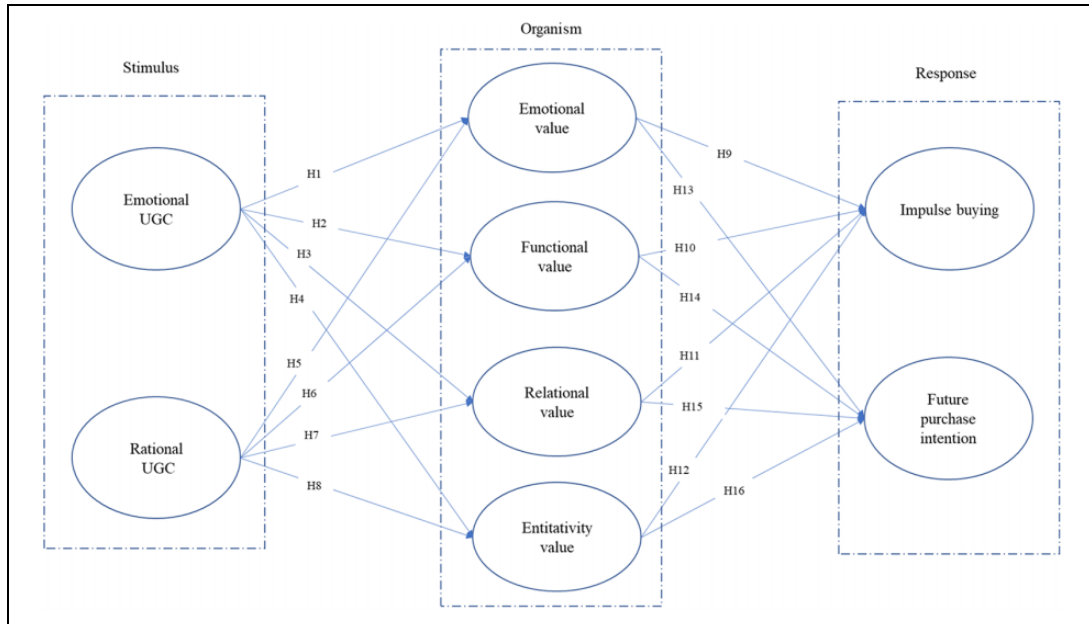 Organism
Stimulus
Response
Emotional
value
Emotional
UGC
Functional
value
Rational
UGC
Relational
value
Entitativity
value
Impulse buying
Future
purchase
intention
H1
H2
H3
H4
H5
H6
H7
H8
H9
H13
H10
H14
H11
H15
H12
H16